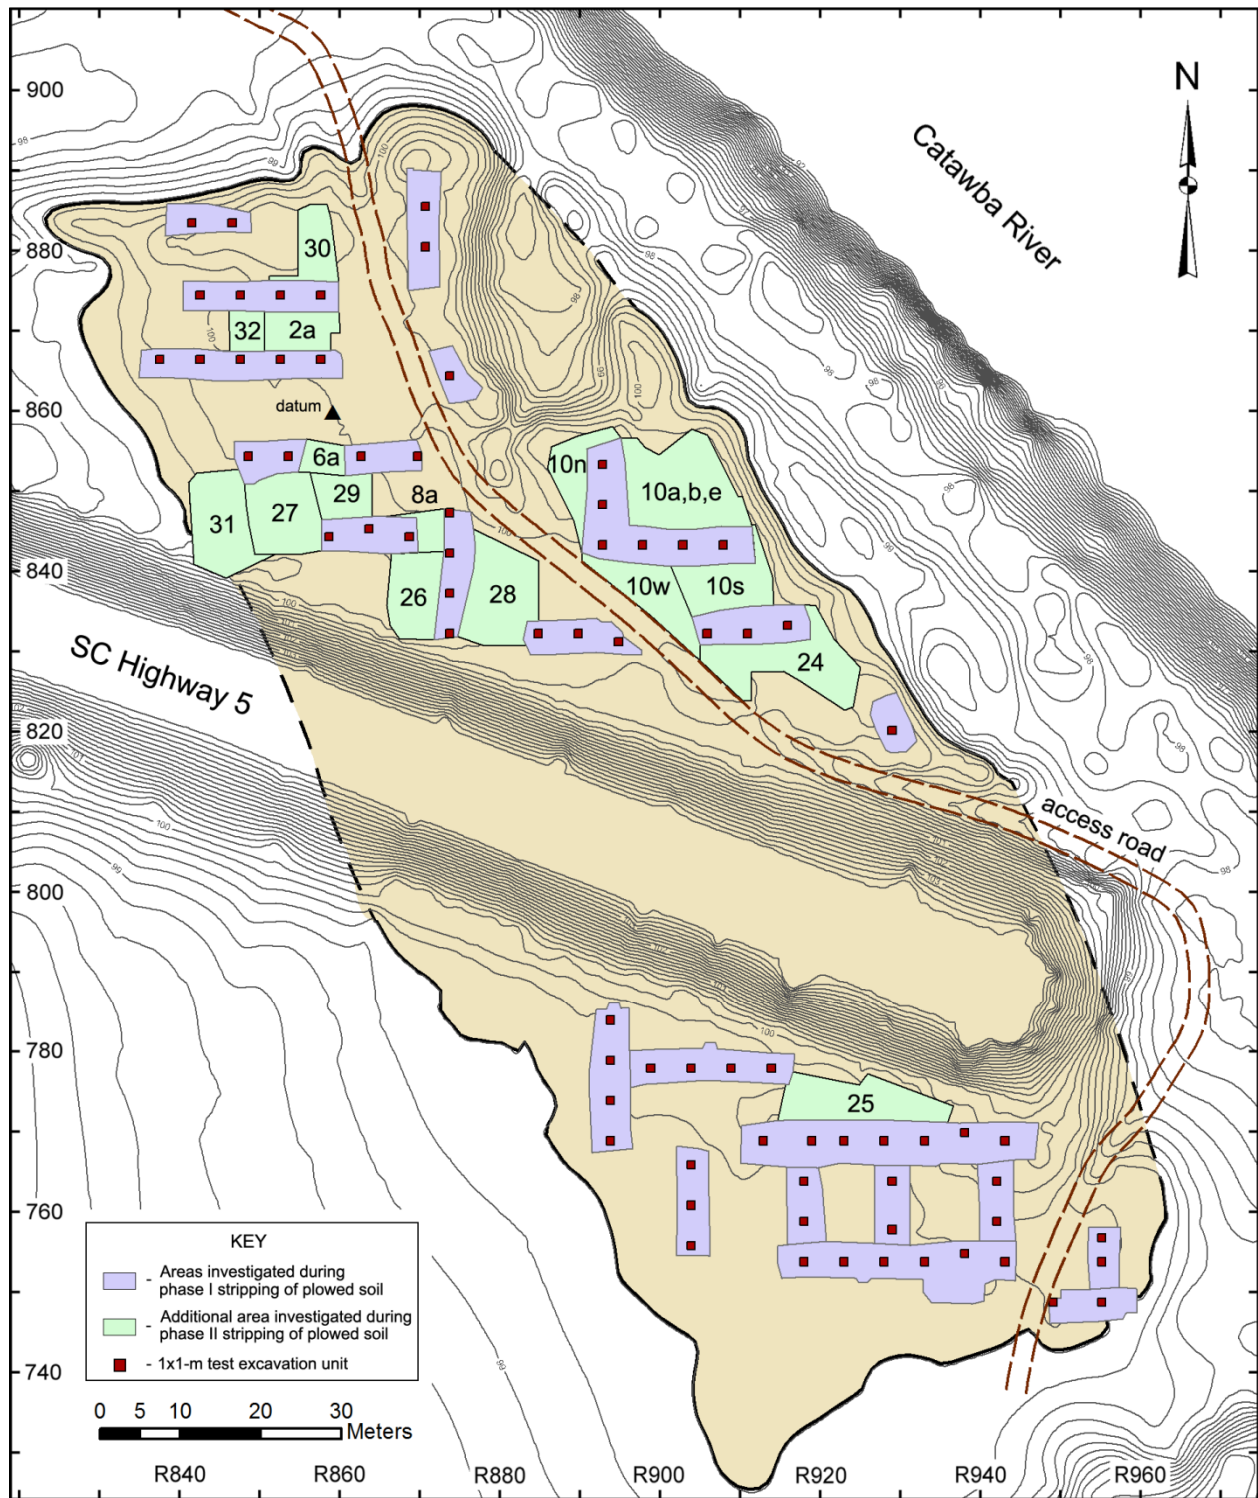 900
880
860
840
820
800
780
760
740
N
Catawba River
30
32
2a
datum
6a
29
8a
31
27
26
28
10n
10a,b,e
10w
10s
24
SC Highway 5
access road
25
KEY
- Areas investigated during
phase I stripping of plowed soil
- Additional area investigated during
phase II stripping of plowed soil
- 1x1-m test excavation unit
0 5 10 20 30
Meters
R840 R860 R880 R900 R920 R940 R960